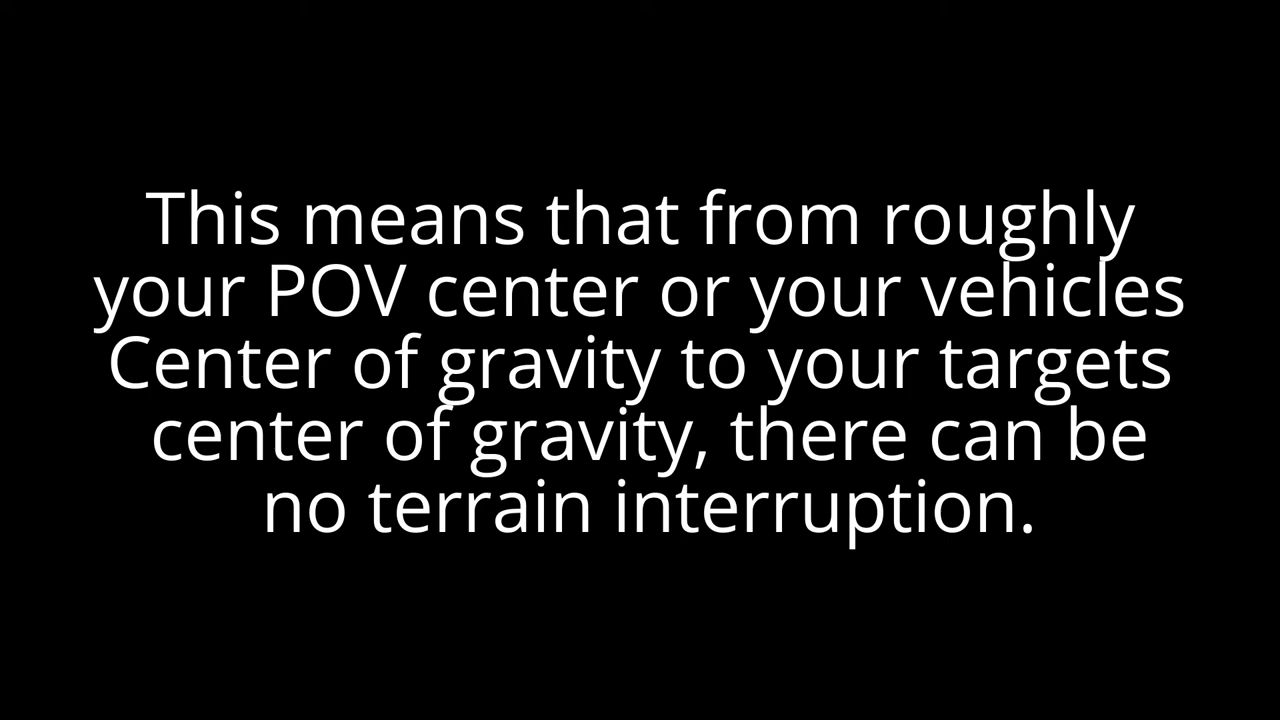 This means that from roughly
your POV center or your vehicles
Center of gravity to your targets
center of gravity, there can be
no terrain interruption.